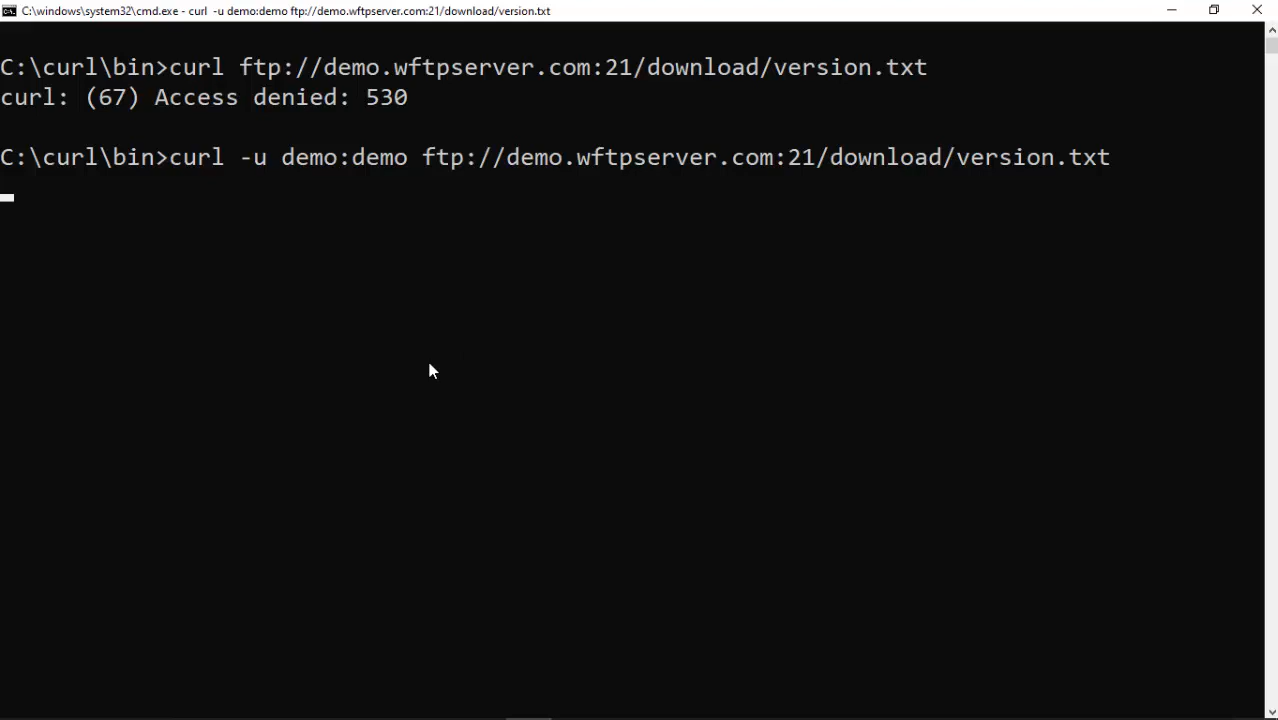 C:\windows\system32\cmd.exe - curl -u demo:demo ftp://demo.wftpserver.com:21/download/version.txt
C:\curl\bin>curl ftp://demo.wftpserver.com:21/download/version.txt
curl: (67) Access denied: 530
C:\curl\bin>curl -u demo:demo ftp://demo.wftpserver.com:21/download/version.txt